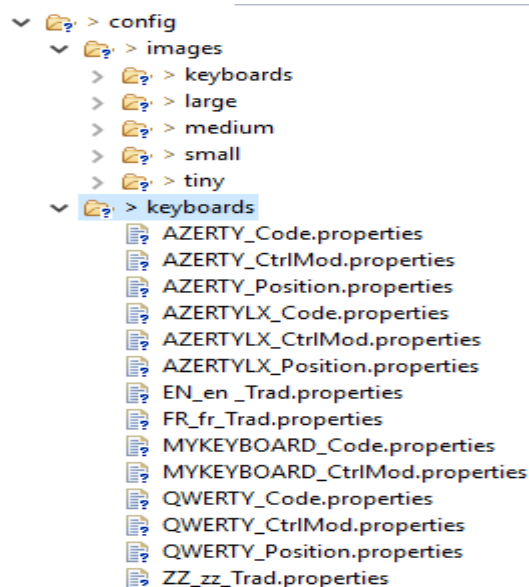 > config
> images
> keyboards
> large
> medium
> small
> tiny
> keyboards
AZERTY_Code.properties
AZERTY_CtrlMod.properties
AZERTY_Position.properties
AZERTYLX_Code.properties
AZERTYLX_CtrlMod.properties
AZERTYLX_Position.properties
EN_en _Trad.properties
FR_fr_Trad.properties
MYKEYBOARD_Code.properties
MYKEYBOARD_CtrlMod.properties
QWERTY_Code.properties
QWERTY_CtrlMod.properties
QWERTY_Position.properties
ZZ_zz_Trad.properties